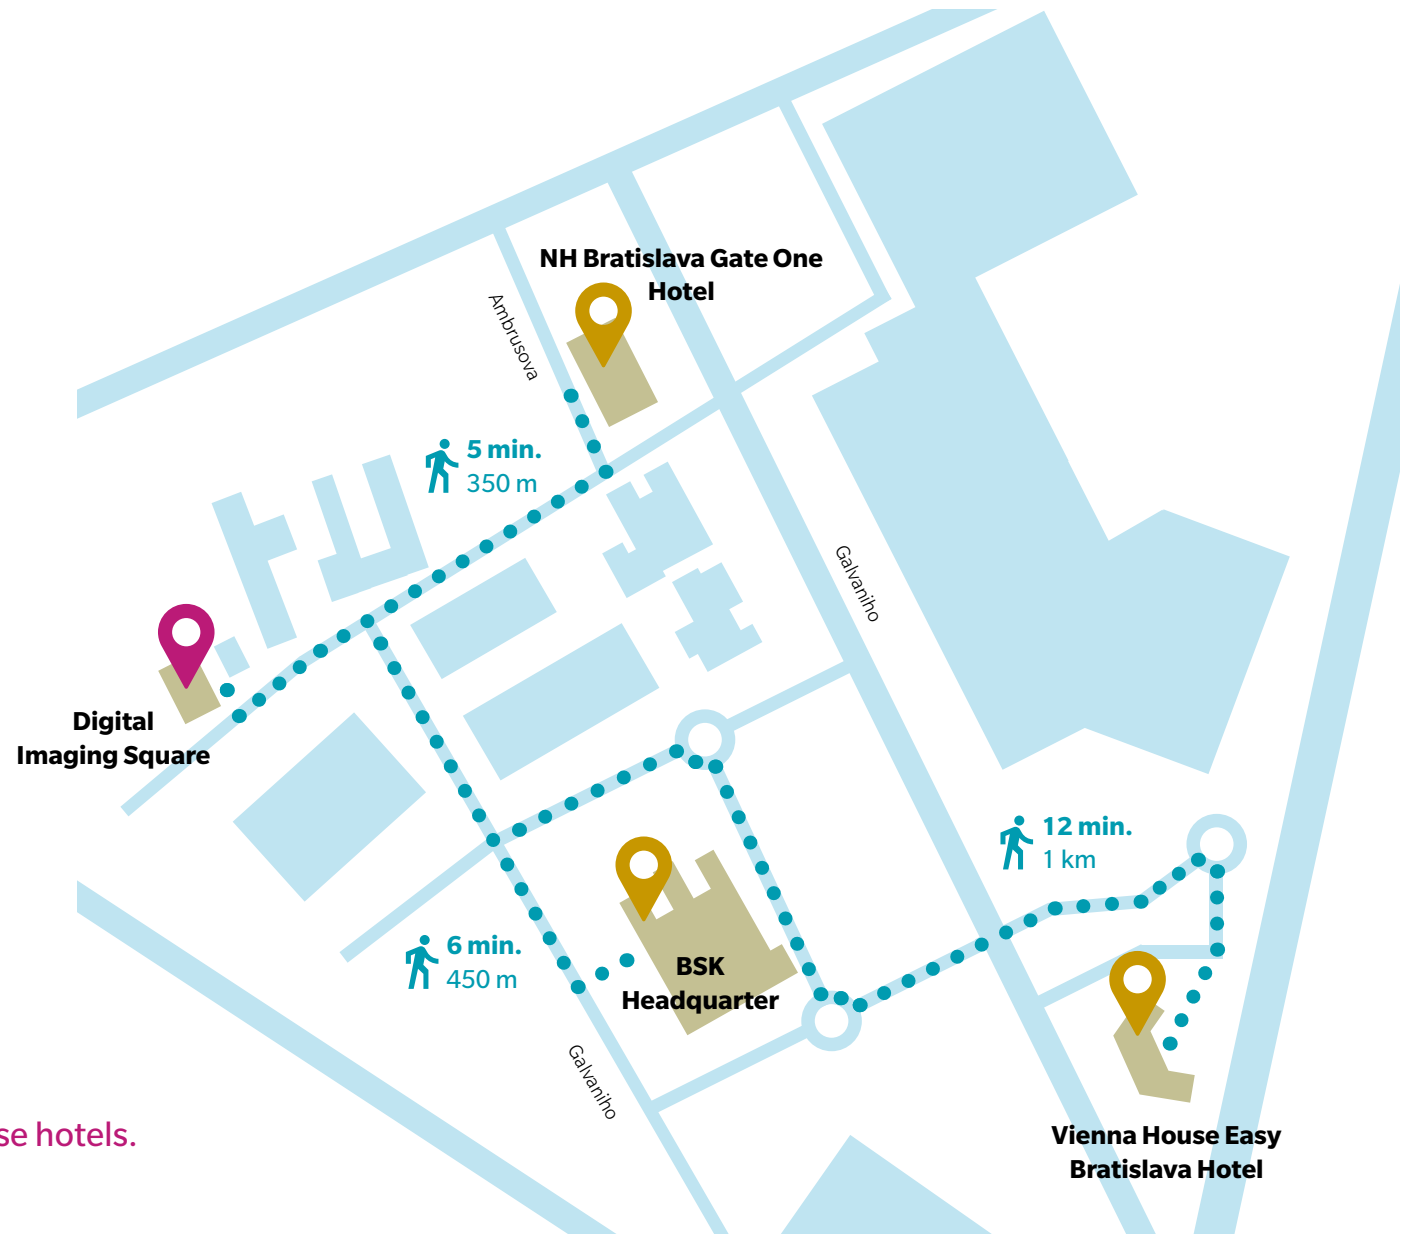 NH Bratislava Gate One
Hotel
Ambrusova
5 min.
350 m
Galvaniho
Digital
Imaging Square
12 min.
1 km
6 min.
450 m
BSK
Headquarter
Galvaniho
se hotels.
Vienna House Easy
Bratislava Hotel